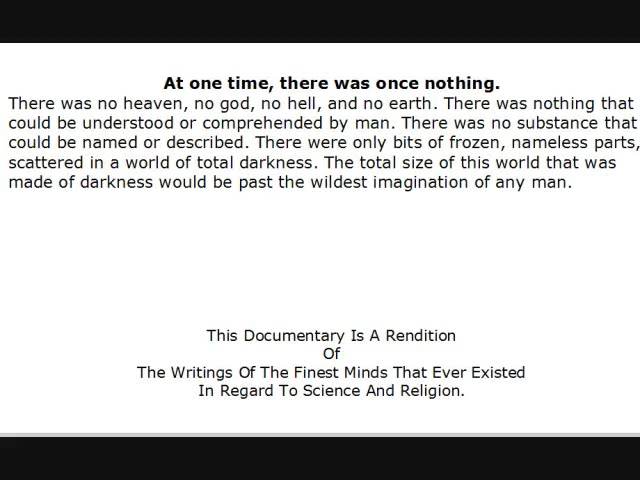 At one time, there was once nothing.
There was no heaven, no god, no hell, and no earth. There was nothing that
could be understood or comprehended by man. There was no substance that
could be named or described. There were only bits of frozen, nameless parts,
scattered in a world of total darkness. The total size of this world that was
made of darkness would be past the wildest imagination of any man.
This Documentary Is A Rendition
Of
The Writings Of The Finest Minds That Ever Existed
In Regard To Science And Religion.